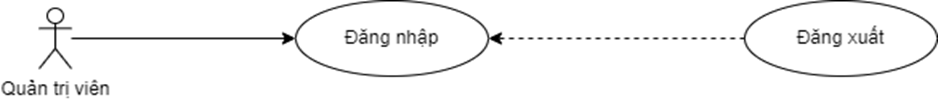 Đăng nhập
Đăng xuất
Quản trị viên